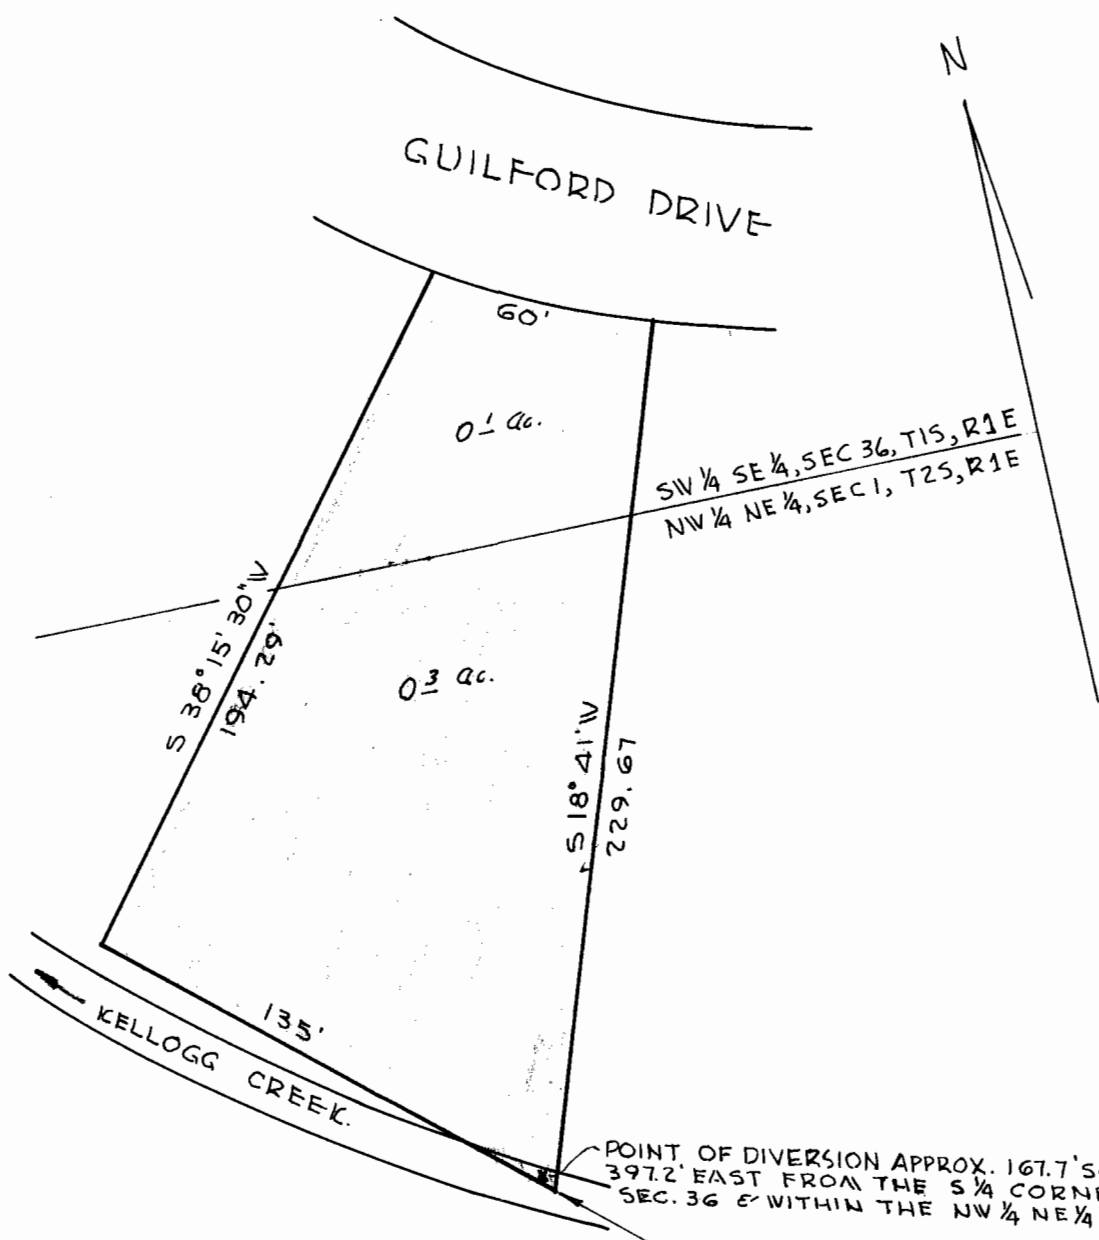 N
GUILFORD DRIVE
60'
0.1 ac.
SW ¼ SE ¼, SEC 36, T1S, R1E
NW ¼ NE ¼, SEC 1, T2S, R1E
S 38° 15' 30" W
194.29'
0.3 ac.
S 18° 41' W
229.67
135'
KELLOGG CREEK.
POINT OF DIVERSION APPROX. 167.7' SO
397.2' EAST FROM THE S ¼ CORNE
SEC. 36 & WITHIN THE NW ¼ NE ¼